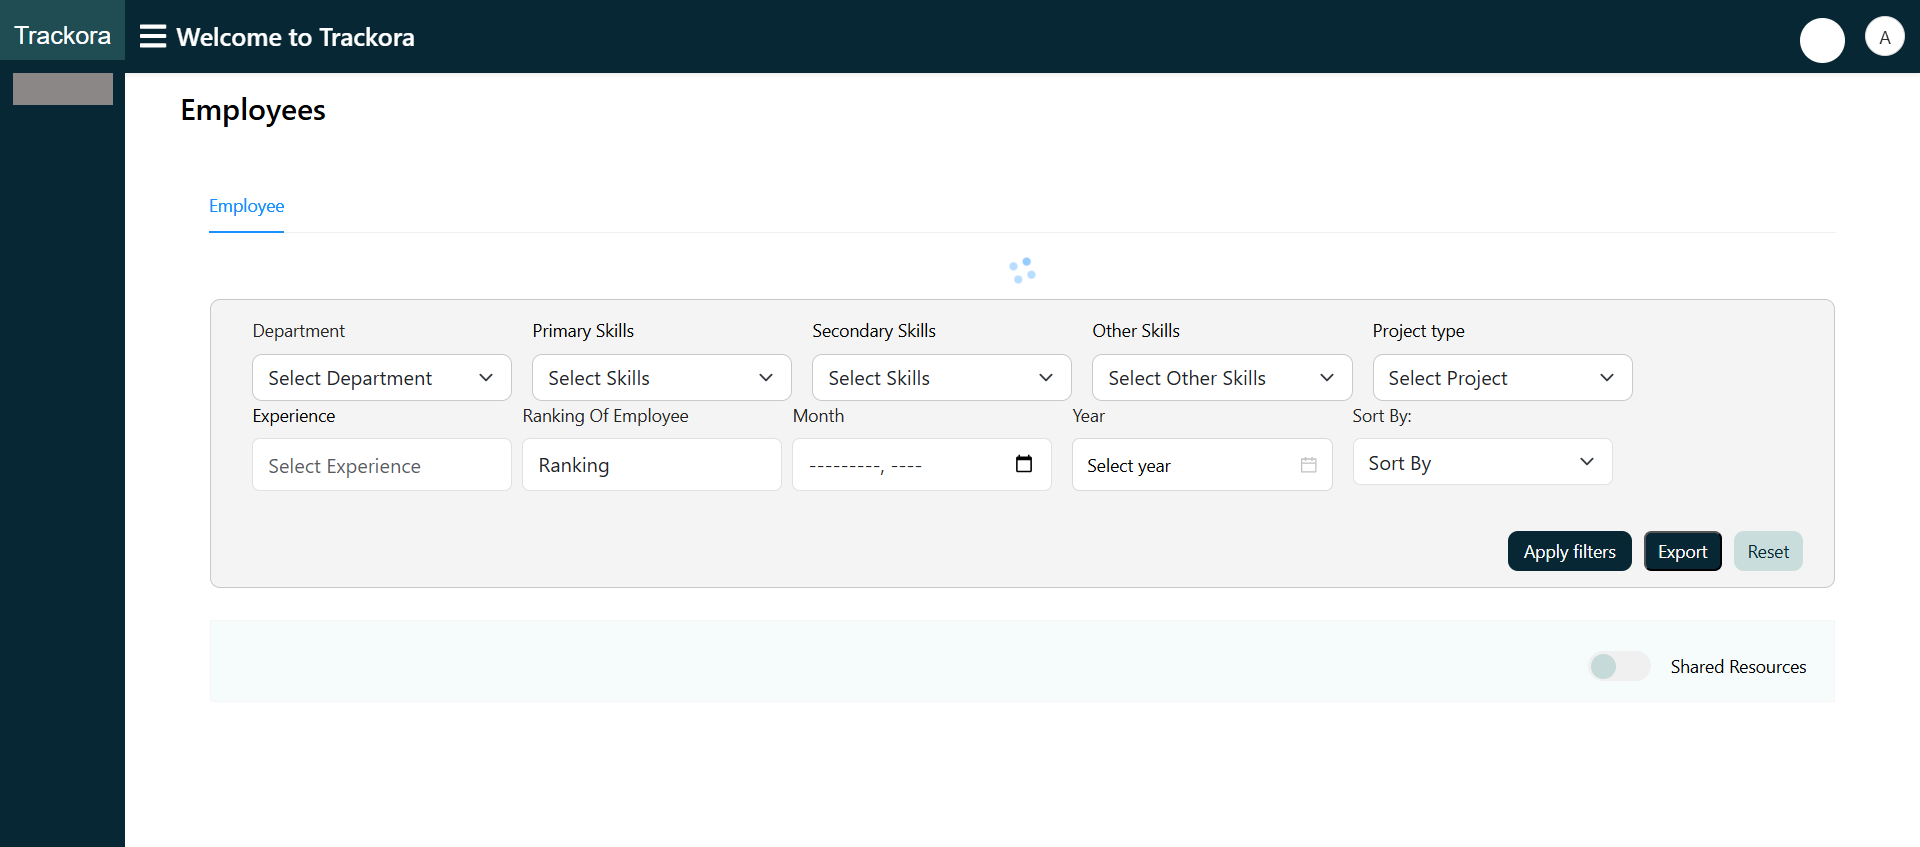 Trackora
Welcome to Trackora
A
Employees
Employee
Department Primary Skills Secondary Skills Other Skills Project type
Select Department Select Skills Select Skills Select Other Skills Select Project
Experience Ranking Of Employee Month Year Sort By:
Select Experience Ranking ---------, ---- Select year Sort By
Apply filters Export Reset
Shared Resources